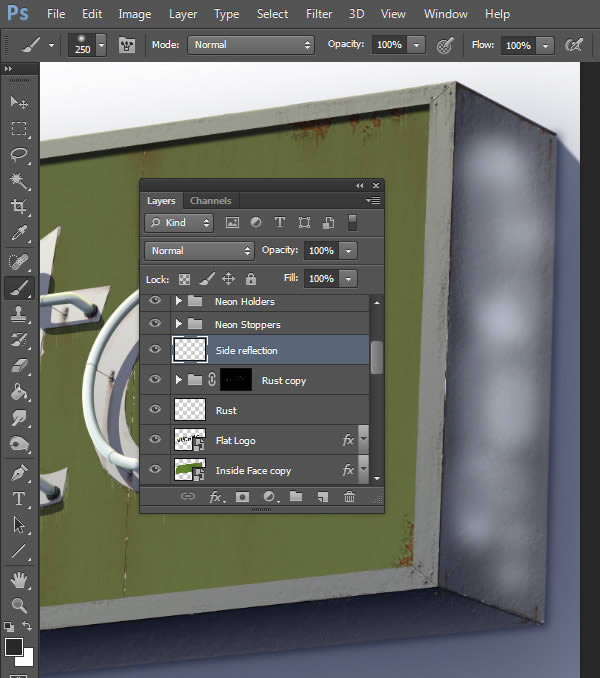 Ps File Edit Image Layer Type Select Filter 3D View Window Help
250 Mode: Normal Opacity: 100% Flow: 100%
Layers Channels
Kind
Normal Opacity: 100%
Lock: Fill: 100%
Neon Holders
Neon Stoppers
Side reflection
Rust copy
Rust
Flat Logo fx
Inside Face copy fx
fx